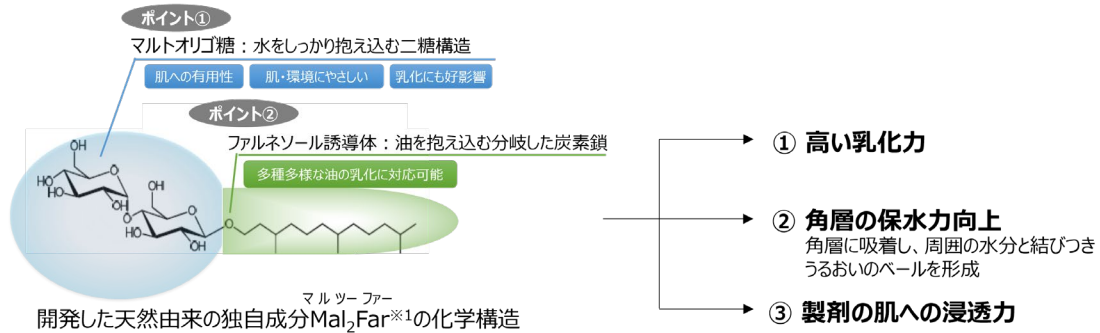 ポイント①
マルトオリゴ糖：水をしっかり抱え込む二糖構造
肌への有用性 肌・環境にやさしい 乳化にも好影響
ポイント②
ファルネソール誘導体：油を抱え込む分岐した炭素鎖
多種多様な油の乳化に対応可能
OH
O
HO
HO
OH
OH
OH
O
O
HO
OH
O
マルツーファー
開発した天然由来の独自成分Mal₂Far※1の化学構造
① 高い乳化力
② 角層の保水力向上
角層に吸着し、周囲の水分と結びつき
うるおいのベールを形成
③ 製剤の肌への浸透力